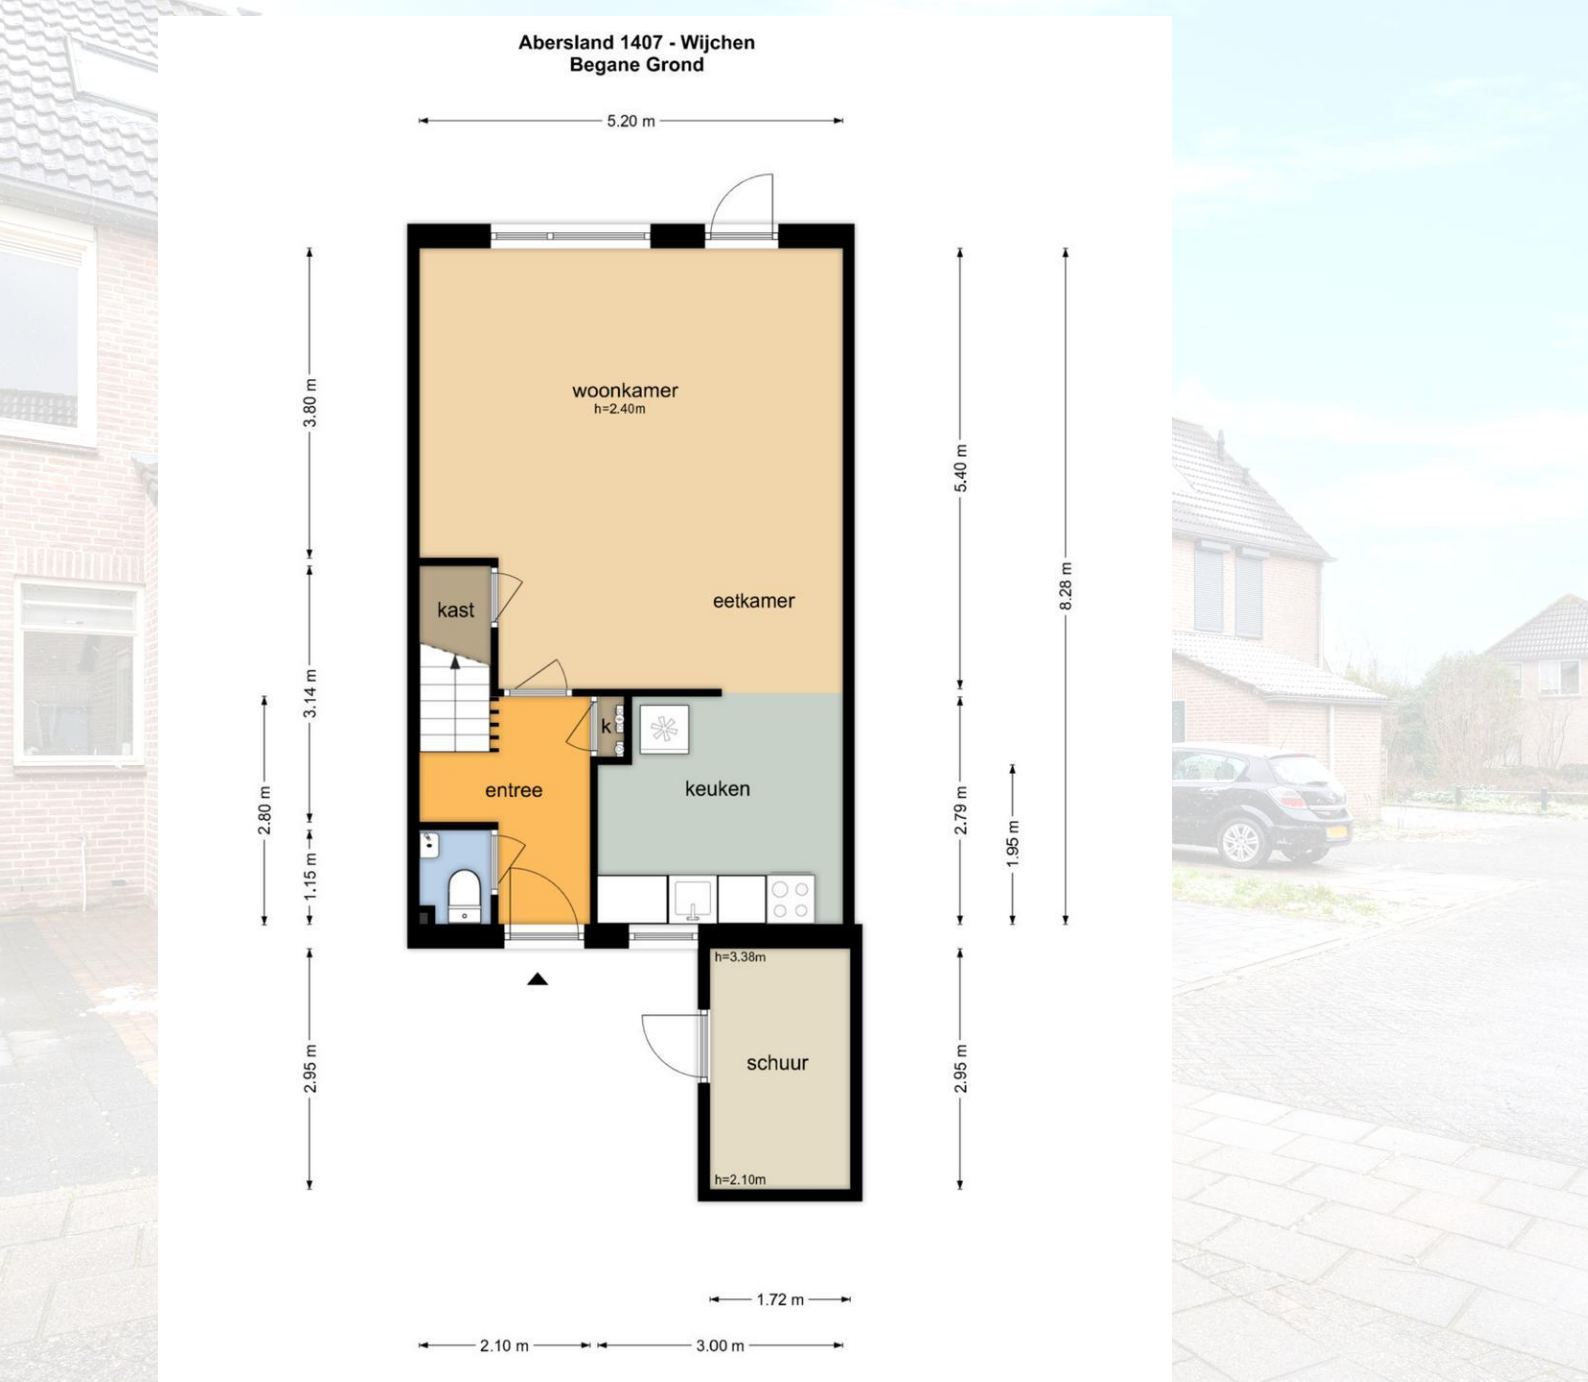 Abersland 1407 - Wijchen
Begane Grond
5.20 m
woonkamer
h=2.40m
3.80 m
5.40 m
8.28 m
kast
eetkamer
3.14 m
k
entree
keuken
2.80 m
2.79 m
1.95 m
1.15 m
h=3.38m
schuur
2.95 m
2.95 m
h=2.10m
1.72 m
2.10 m
3.00 m